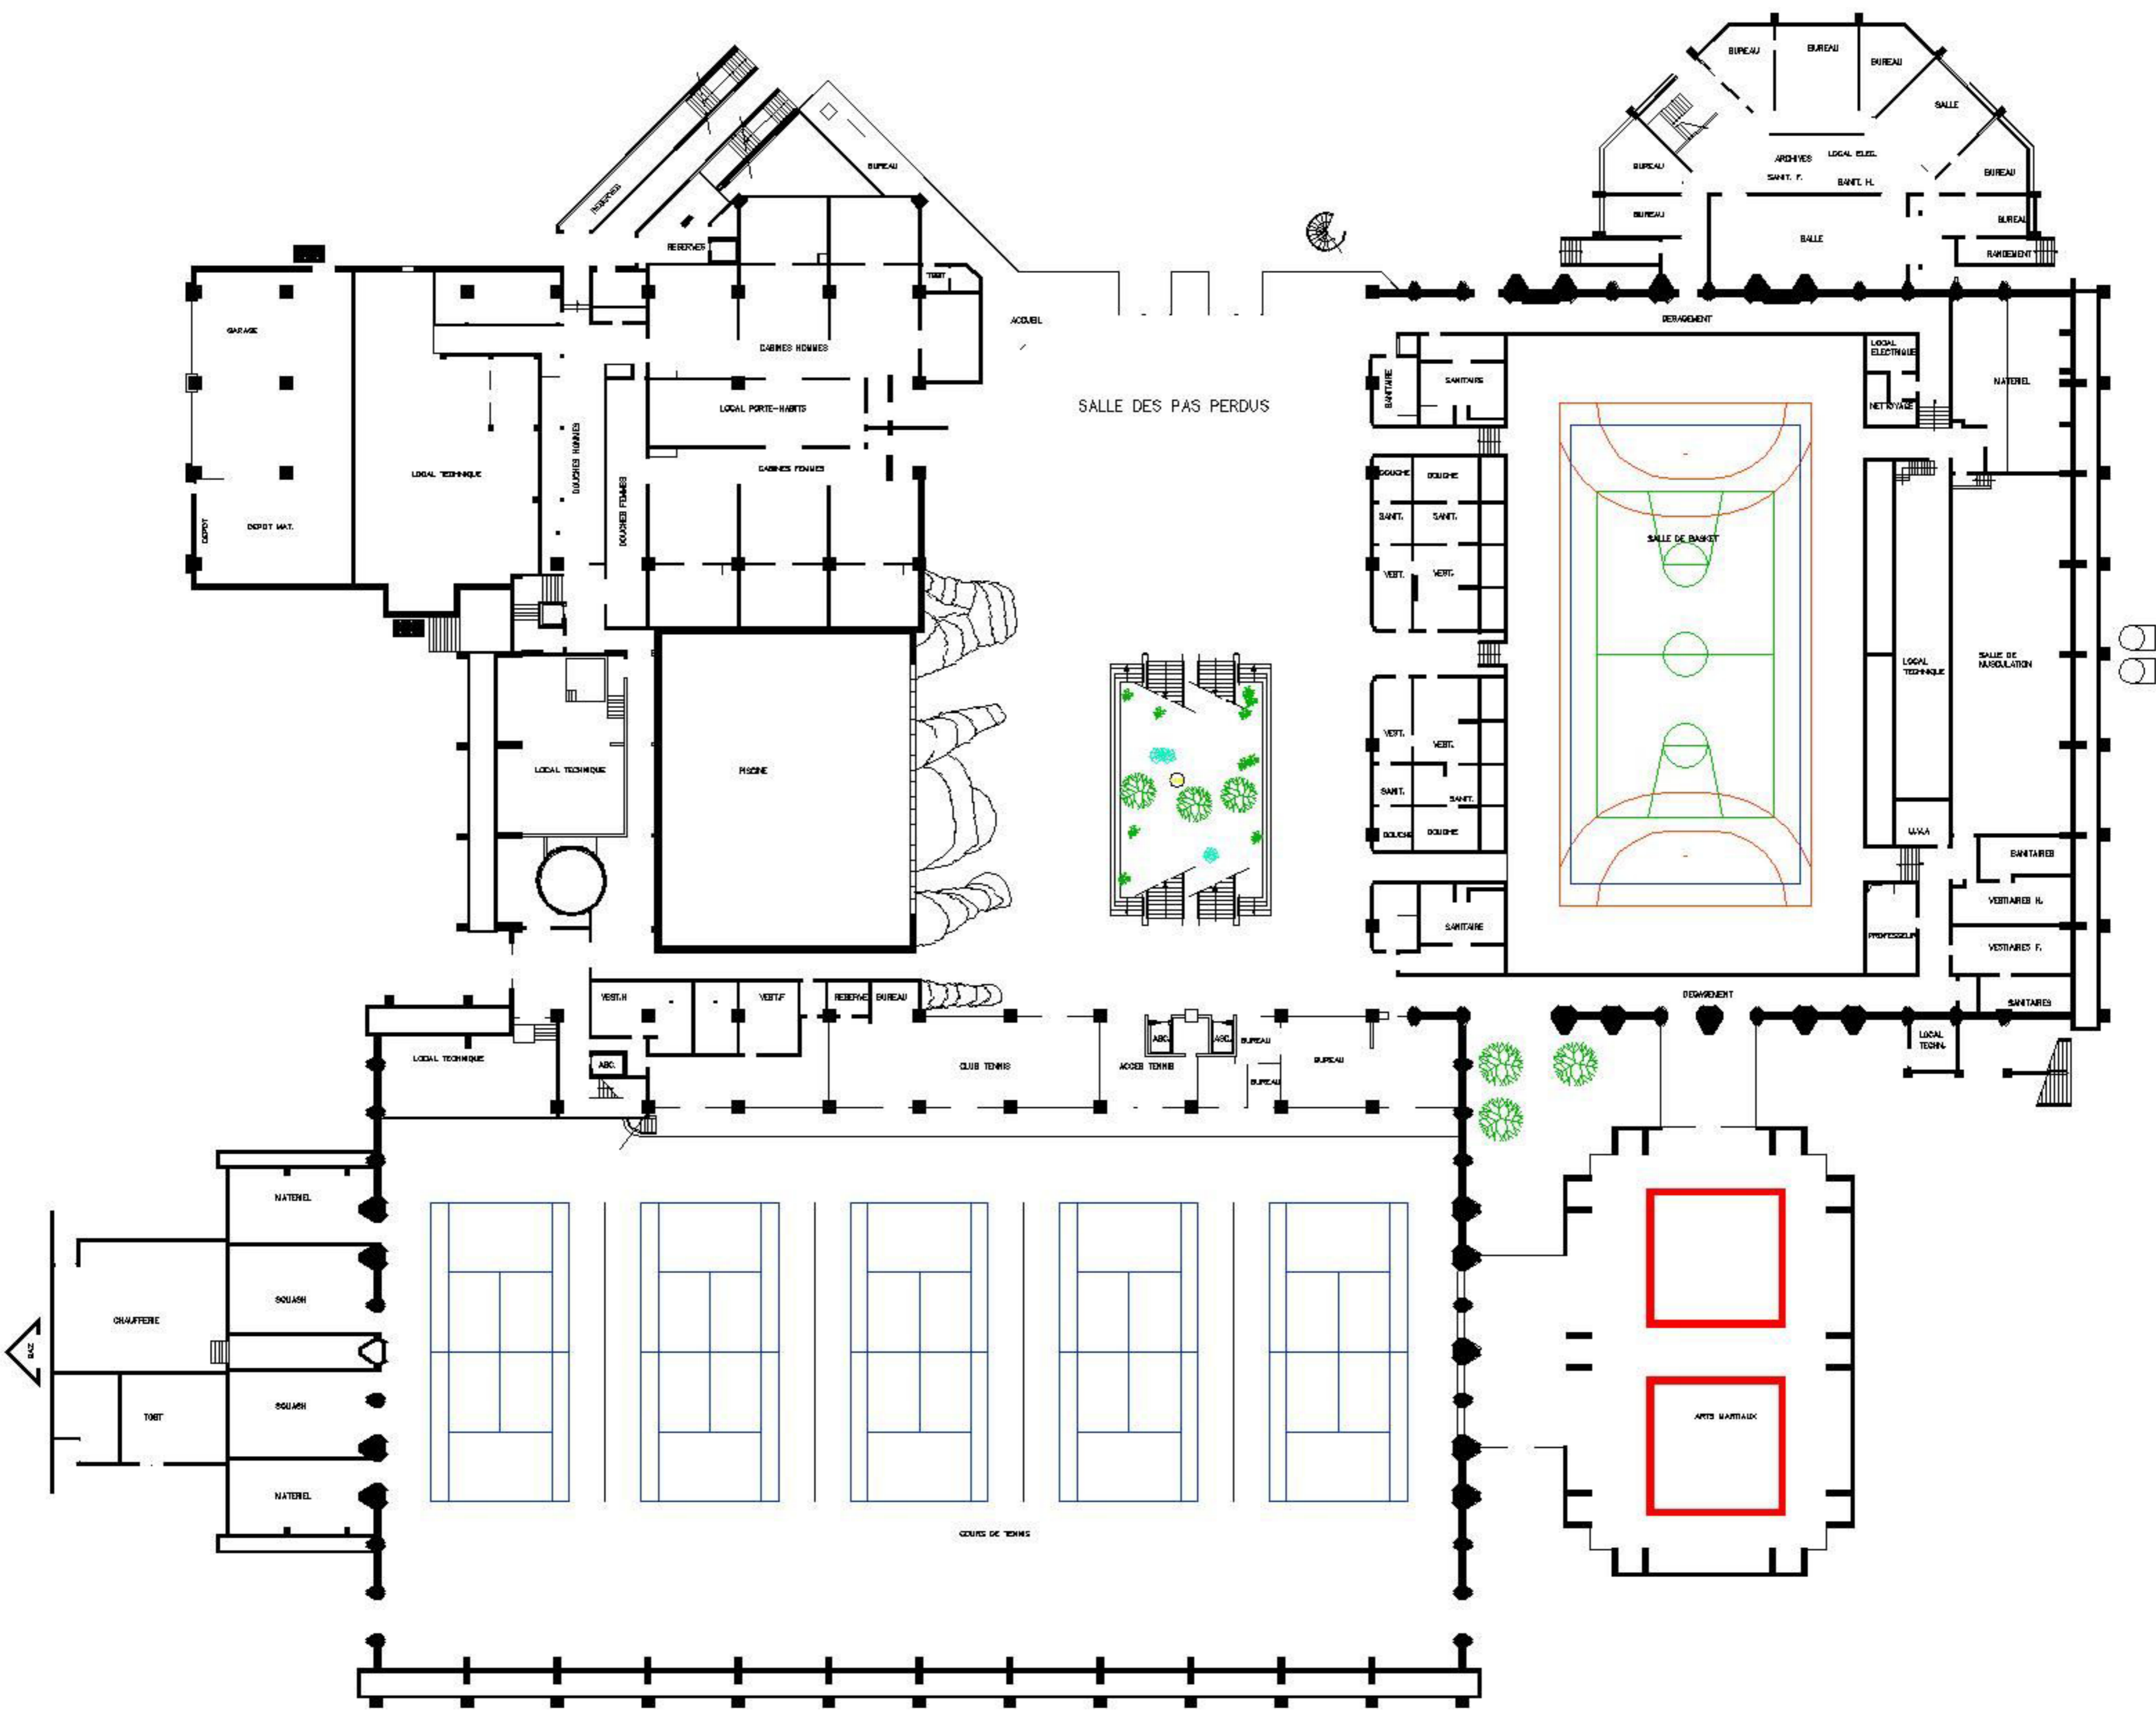 BUREAU
BUREAU
BUREAU
SALLE
BUREAU
ARCHIVES
LOCAL ELEC.
SANIT. F.
SANIT. H.
BUREAU
BUREAU
BUREAU
BUREAU
SALLE
RANGEMENT
RESERVES
RESERVES
BUREAU
ACCUEIL
DEGAGEMENT
GARAGE
CABINES HOMMES
LOCAL PORTE-HABITS
CABINES FEMMES
SALLE DES PAS PERDUS
SANITAIRE
SANITAIRE
LOCAL
ELECTRIQUE
NETTOYAGE
MATERIEL
DOUCHES HOMMES
DOUCHES FEMMES
LOCAL TECHNIQUE
DEPOT
DEPOT MAT.
DOUCHE
DOUCHE
SANIT.
SANIT.
VEST.
VEST.
SALLE DE BASKET
LOCAL
TECHNIQUE
SALLE DE
MUSCULATION
VEST.
VEST.
SANIT.
SANIT.
DOUCHE
DOUCHE
LOCAL TECHNIQUE
PISCINE
SANITAIRES
VESTIAIRES H.
VESTIAIRES F.
SANITAIRES
SANITAIRE
PROFESSEUR
DEGAGEMENT
LOCAL
TECHN.
VEST.H
VEST.F
RESERVE
BUREAU
LOCAL TECHNIQUE
ASC.
CLUB TENNIS
ACCES TENNIS
ASC.
ASC.
BUREAU
BUREAU
BUREAU
MATERIEL
SQUASH
CHAUFFERIE
GAZ
SQUASH
MATERIEL
COURS DE TENNIS
ARTS MARTIAUX